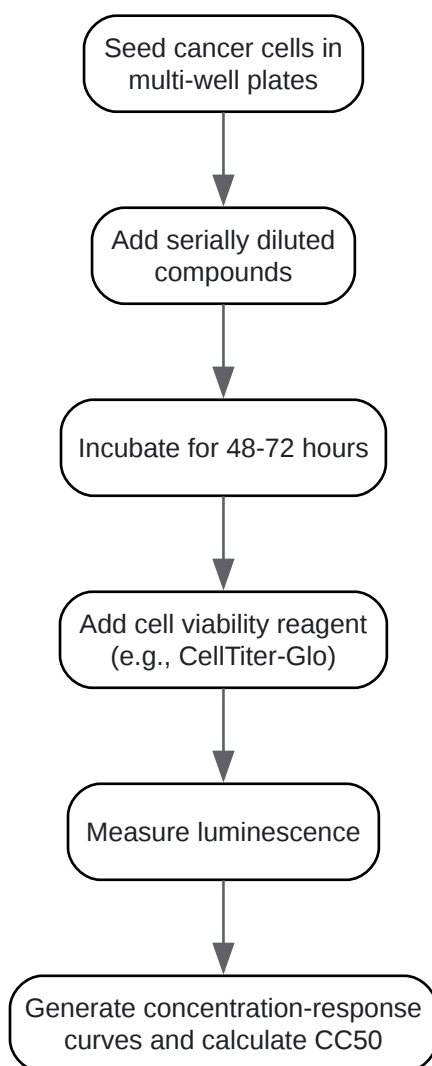 Seed cancer cells in
multi-well plates
Add serially diluted
compounds
Incubate for 48-72 hours
Add cell viability reagent
(e.g., CellTiter-Glo)
Measure luminescence
Generate concentration-response
curves and calculate CC50